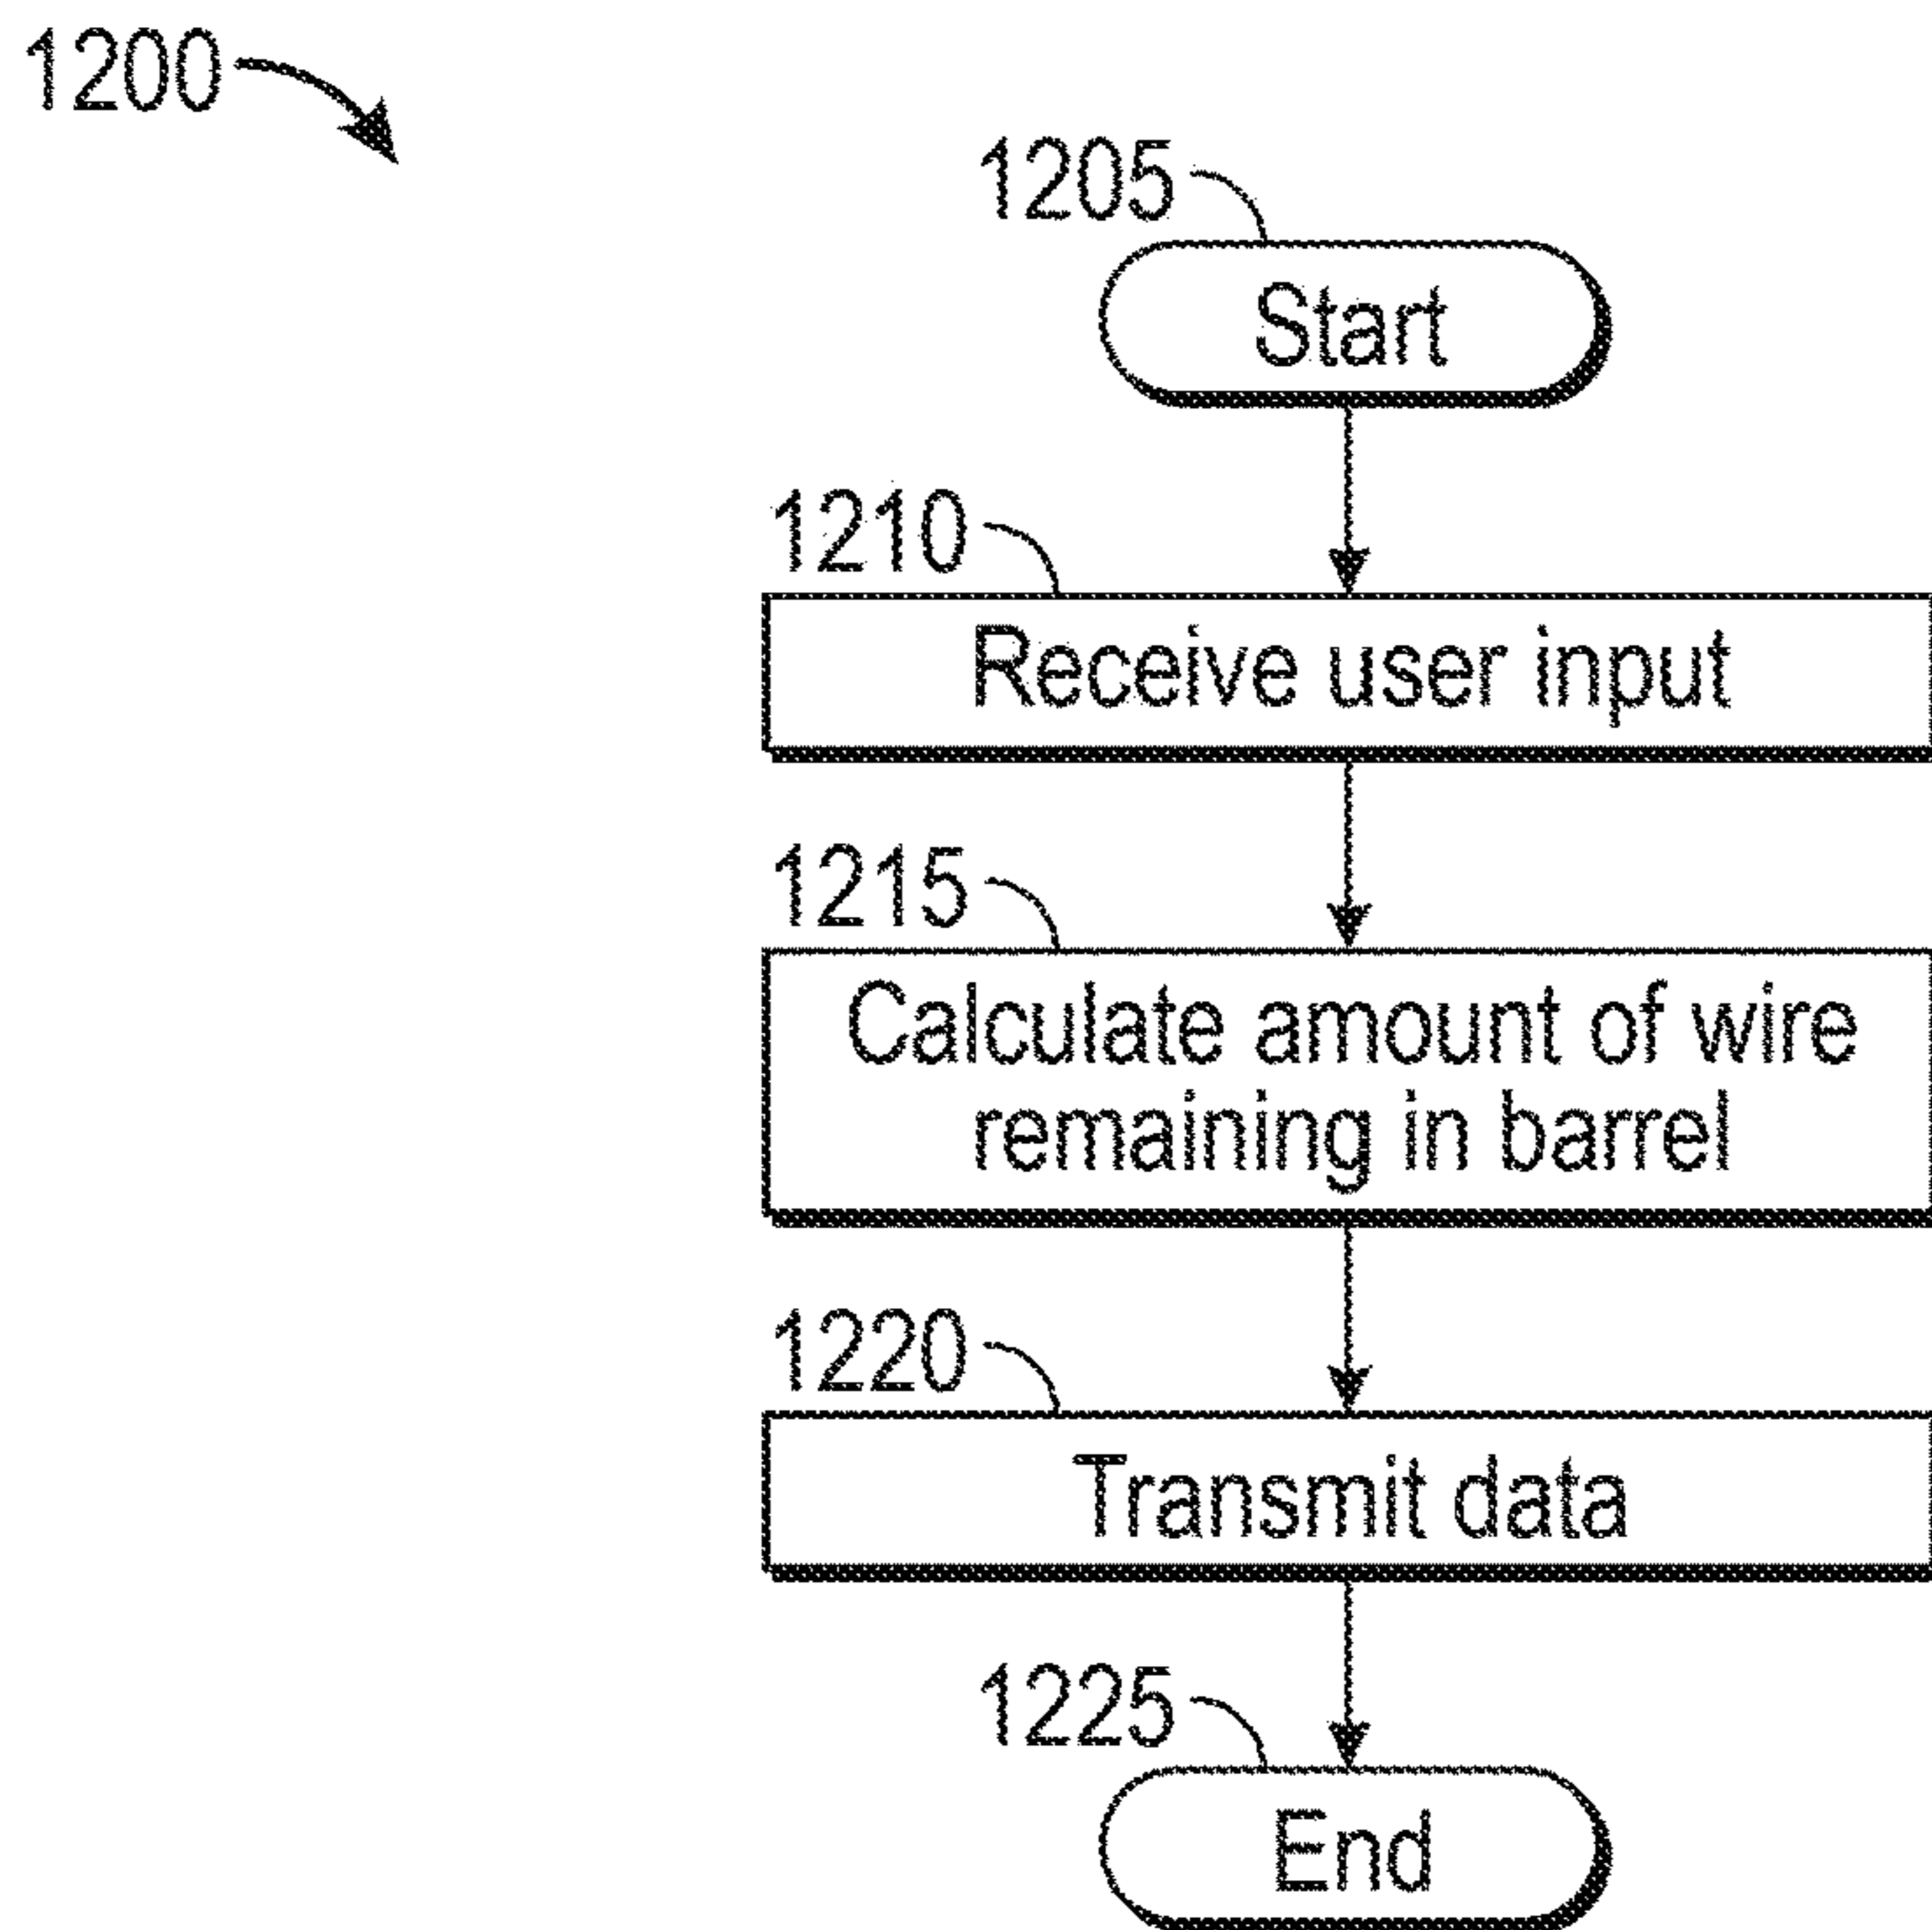 1200
1205
Start
1210
Receive user input
1215
Calculate amount of wire
remaining in barrel
1220
Transmit data
1225
End